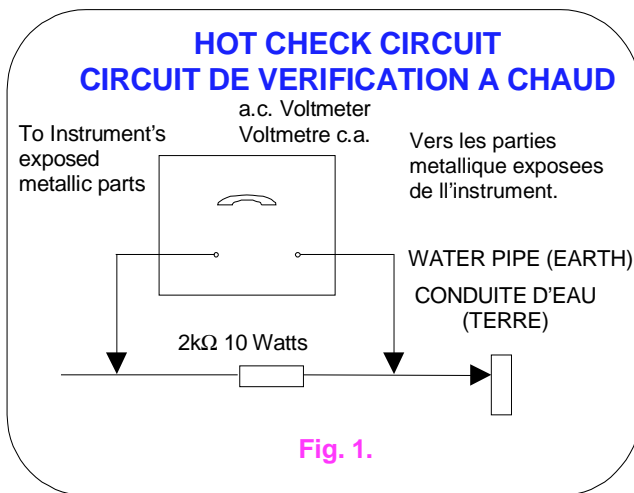 HOT CHECK CIRCUIT
CIRCUIT DE VERIFICATION A CHAUD
a.c. Voltmeter
Voltmetre c.a.
To Instrument's
exposed
metallic parts
Vers les parties
metallique exposees
de ll'instrument.
WATER PIPE (EARTH)
CONDUITE D'EAU
(TERRE)
2kΩ 10 Watts
Fig. 1.